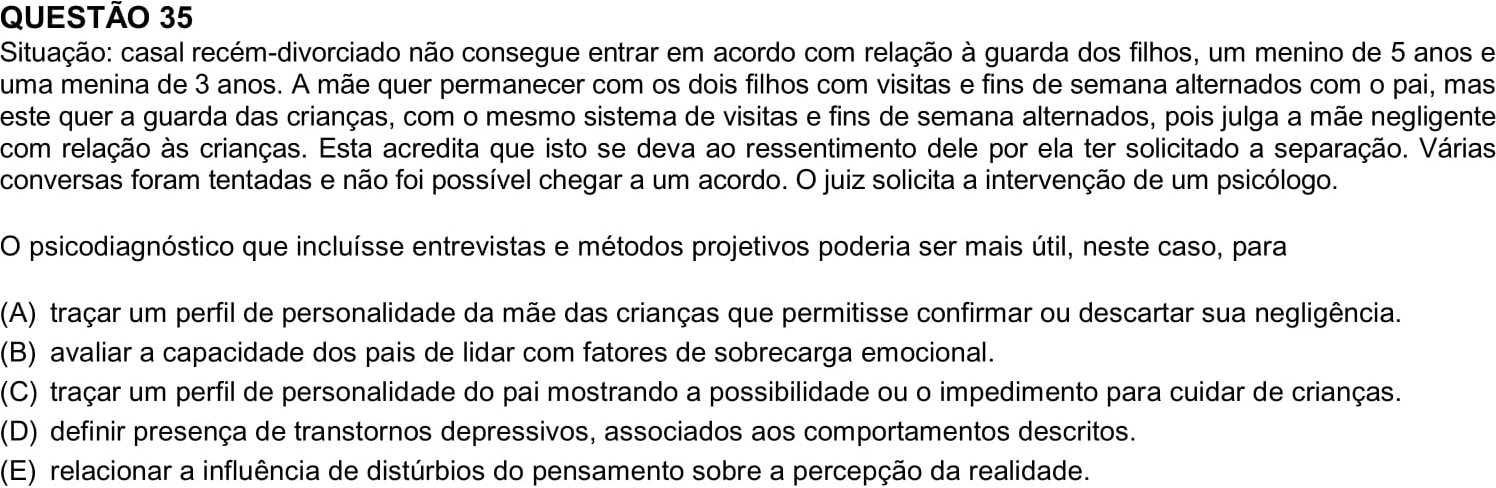 QUESTÃO 35
Situação: casal recém-divorciado não consegue entrar em acordo com relação à guarda dos filhos, um menino de 5 anos e
uma menina de 3 anos. A mãe quer permanecer com os dois filhos com visitas e fins de semana alternados com o pai, mas
este quer a guarda das crianças, com o mesmo sistema de visitas e fins de semana alternados, pois julga a mãe negligente
com relação às crianças. Esta acredita que isto se deva ao ressentimento dele por ela ter solicitado a separação. Várias
conversas foram tentadas e não foi possível chegar a um acordo. O juiz solicita a intervenção de um psicólogo.
O psicodiagnóstico que incluísse entrevistas e métodos projetivos poderia ser mais útil, neste caso, para
(A) traçar um perfil de personalidade da mãe das crianças que permitisse confirmar ou descartar sua negligência.
(B) avaliar a capacidade dos pais de lidar com fatores de sobrecarga emocional.
(C) traçar um perfil de personalidade do pai mostrando a possibilidade ou o impedimento para cuidar de crianças.
(D) definir presença de transtornos depressivos, associados aos comportamentos descritos.
(E) relacionar a influência de distúrbios do pensamento sobre a percepção da realidade.